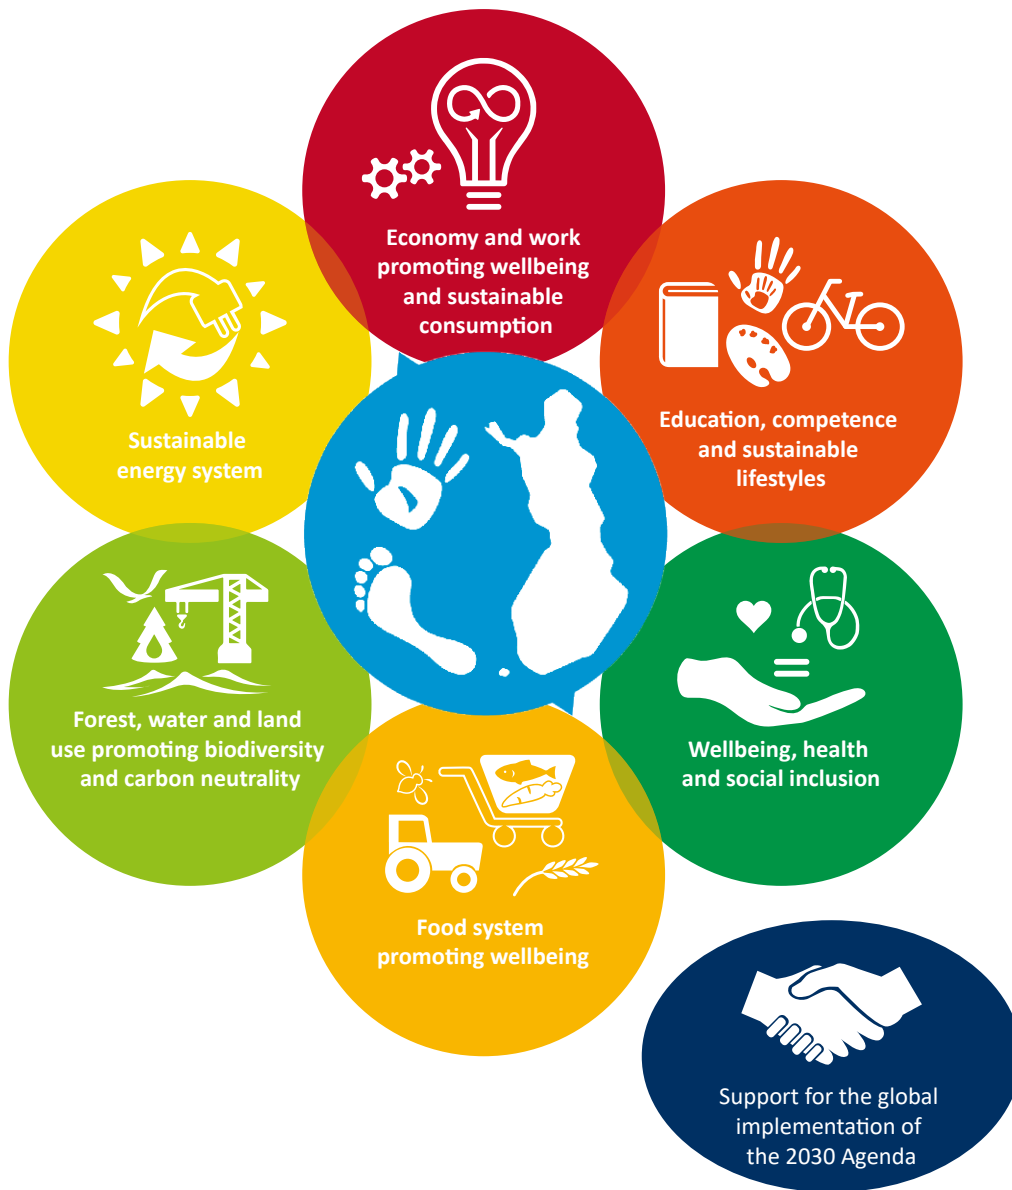 Economy and work
promoting wellbeing
and sustainable
consumption
Education, competence
and sustainable
lifestyles
Sustainable
energy system
Forest, water and land
use promoting biodiversity
and carbon neutrality
Wellbeing, health
and social inclusion
Food system
promoting wellbeing
Support for the global
implementation of
the 2030 Agenda